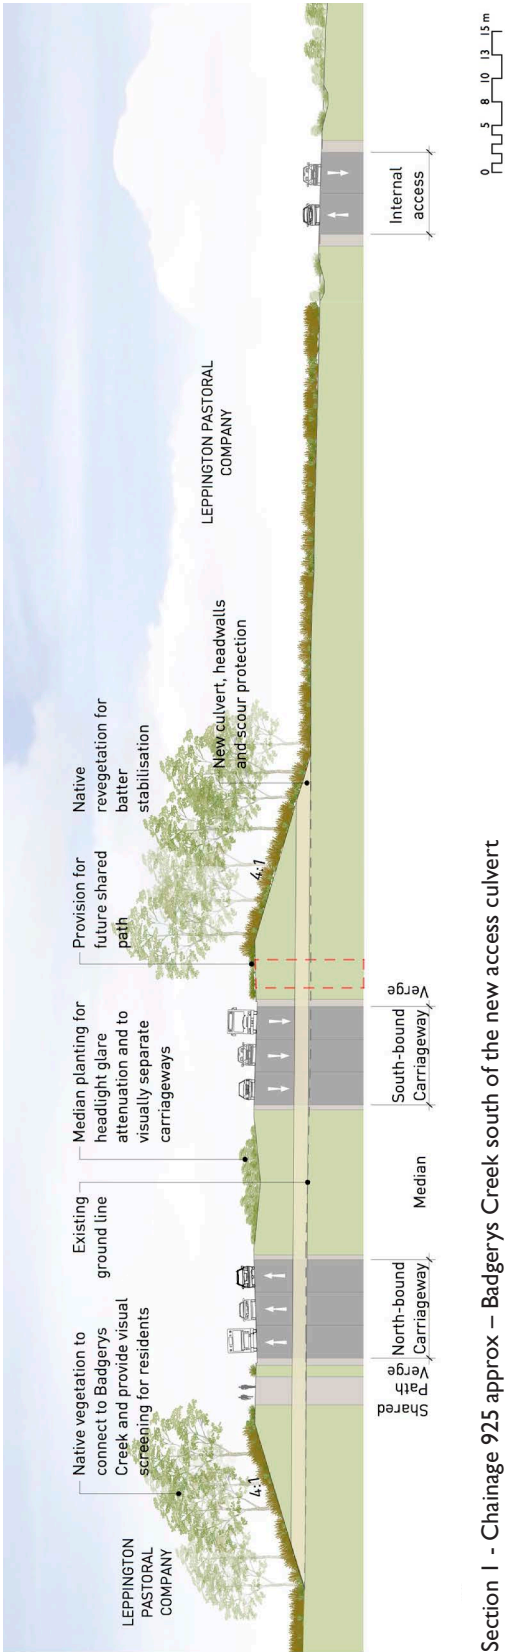 LEPPINGTON
PASTORAL
COMPANY
Native vegetation to
connect to Badgerys
Creek and provide visual
screening for residents
Existing
ground line
Median planting for
headlight glare
attenuation and to
visually separate
carriageways
Provision for
future shared
path
Native
revegetation for
batter
stabilisation
New culvert, headwalls
and scour protection
LEPPINGTON PASTORAL
COMPANY
4:1
4:1
Shared
Path
Verge
North-bound
Carriageway
Median
South-bound
Carriageway
Verge
Internal
access
Section 1 - Chainage 925 approx – Badgerys Creek south of the new access culvert
0 5 8 10 13 15m